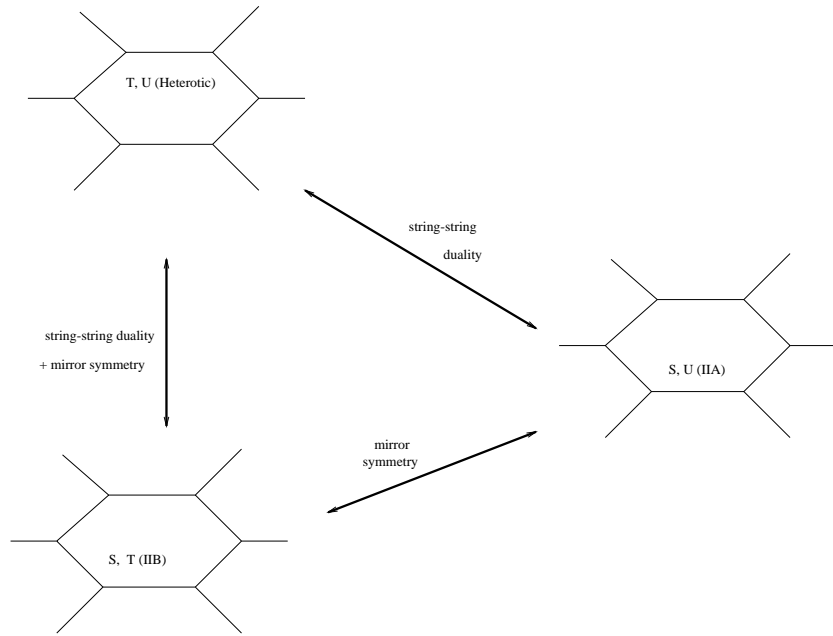 T, U (Heterotic)
string-string
duality
string-string duality
+ mirror symmetry
S, U (IIA)
mirror
symmetry
S, T (IIB)